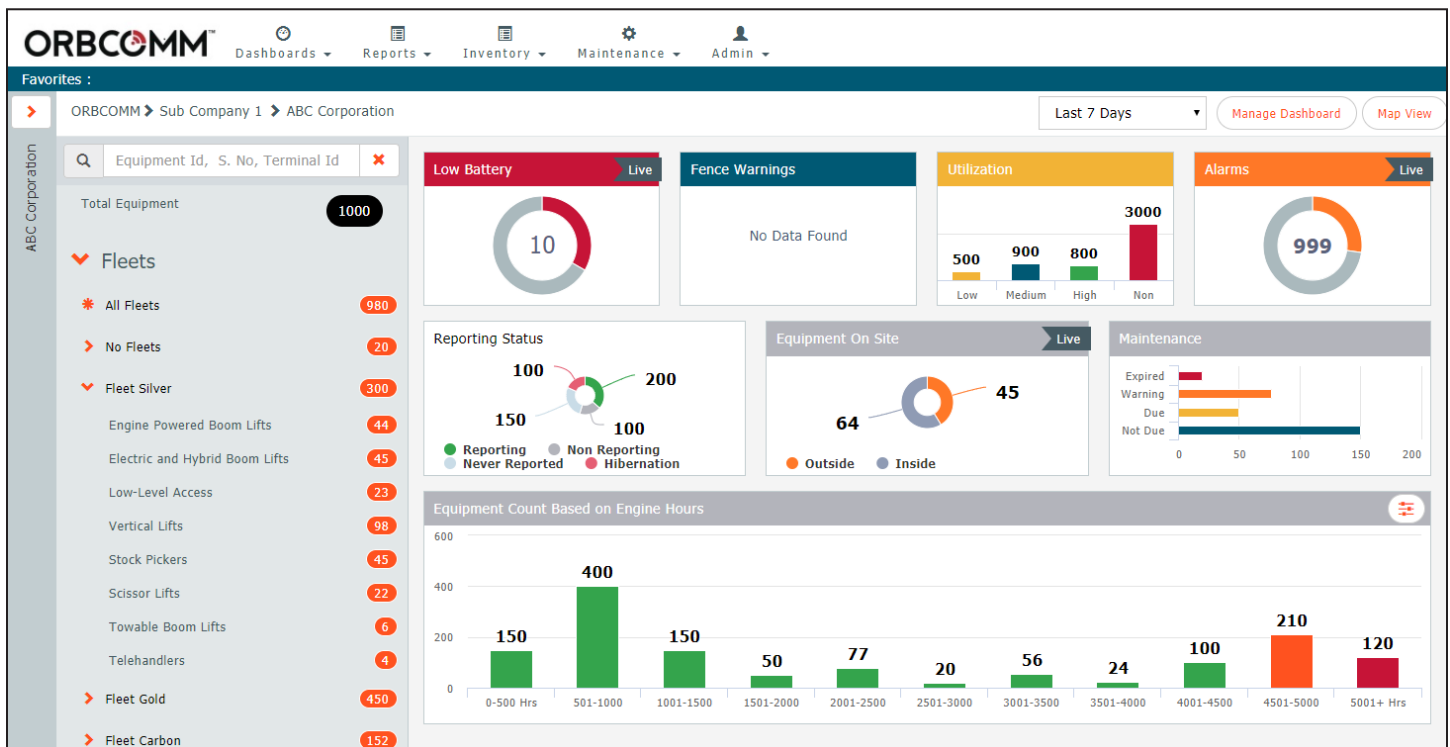 ORBCOMM™
Dashboards
Reports
Inventory
Maintenance
Admin
Favorites :
ORBCOMM Sub Company 1 ABC Corporation
Last 7 Days
Manage Dashboard
Map View
ABC Corporation
Equipment Id, S. No, Terminal Id
Total Equipment 1000
Fleets
All Fleets 980
No Fleets 20
Fleet Silver 300
Engine Powered Boom Lifts 44
Electric and Hybrid Boom Lifts 45
Low-Level Access 23
Vertical Lifts 98
Stock Pickers 45
Scissor Lifts 22
Towable Boom Lifts 6
Telehandlers 4
Fleet Gold 450
Fleet Carbon 152
Low Battery Live
10
Fence Warnings
No Data Found
Utilization
500 900 800 3000
Low Medium High Non
Alarms Live
999
Reporting Status
100 200
150 100
Reporting Non Reporting
Never Reported Hibernation
Equipment On Site Live
45
64
Outside Inside
Maintenance
Expired
Warning
Due
Not Due
0 50 100 150 200
Equipment Count Based on Engine Hours
600
400
200
0
150 400 150 50 77 20 56 24 100 210 120
0-500 Hrs 501-1000 1001-1500 1501-2000 2001-2500 2501-3000 3001-3500 3501-4000 4001-4500 4501-5000 5001+ Hrs